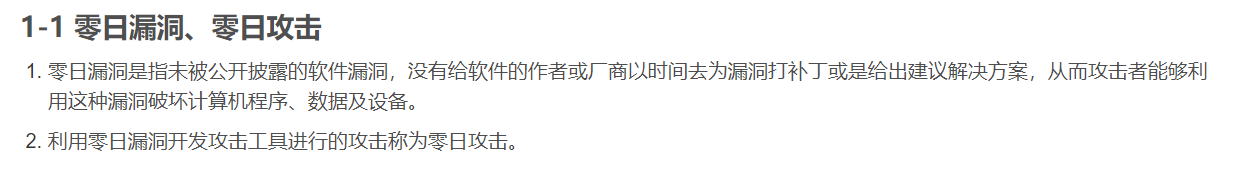 1-1 零日漏洞、零日攻击
1. 零日漏洞是指未被公开披露的软件漏洞，没有给软件的作者或厂商以时间去为漏洞打补丁或是给出建议解决方案，从而攻击者能够利
用这种漏洞破坏计算机程序、数据及设备。
2. 利用零日漏洞开发攻击工具进行的攻击称为零日攻击。